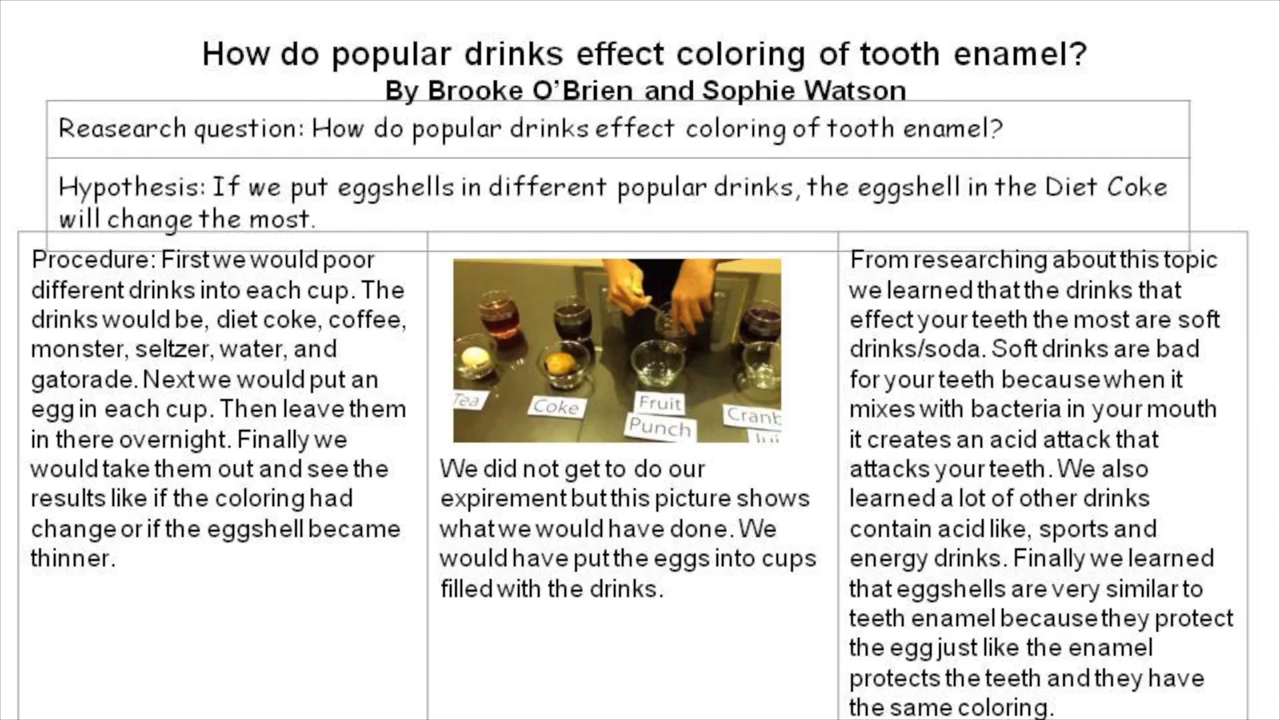 How do popular drinks effect coloring of tooth enamel?
By Brooke O'Brien and Sophie Watson
Reasearch question: How do popular drinks effect coloring of tooth enamel?
Hypothesis: If we put eggshells in different popular drinks, the eggshell in the Diet Coke
will change the most.
Procedure: First we would poor
different drinks into each cup. The
drinks would be, diet coke, coffee,
monster, seltzer, water, and
gatorade. Next we would put an
egg in each cup. Then leave them
in there overnight. Finally we
would take them out and see the
results like if the coloring had
change or if the eggshell became
thinner.
Tea
Coke
Fruit
Punch
We did not get to do our
expirement but this picture shows
what we would have done. We
would have put the eggs into cups
filled with the drinks.
From researching about this topic
we learned that the drinks that
effect your teeth the most are soft
drinks/soda. Soft drinks are bad
for your teeth because when it
mixes with bacteria in your mouth
it creates an acid attack that
attacks your teeth. We also
learned a lot of other drinks
contain acid like, sports and
energy drinks. Finally we learned
that eggshells are very similar to
teeth enamel because they protect
the egg just like the enamel
protects the teeth and they have
the same coloring.